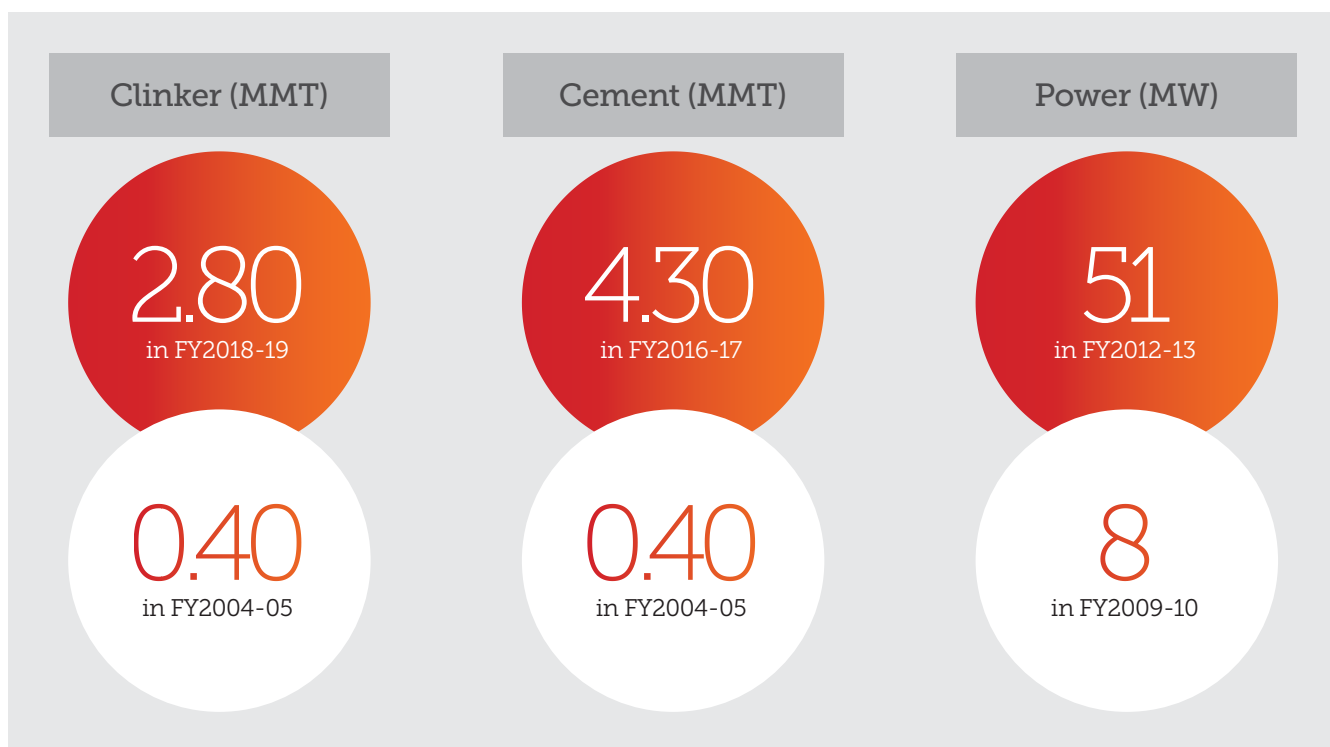 Clinker (MMT)
2.80
in FY2018-19
0.40
in FY2004-05
Cement (MMT)
4.30
in FY2016-17
0.40
in FY2004-05
Power (MW)
51
in FY2012-13
8
in FY2009-10